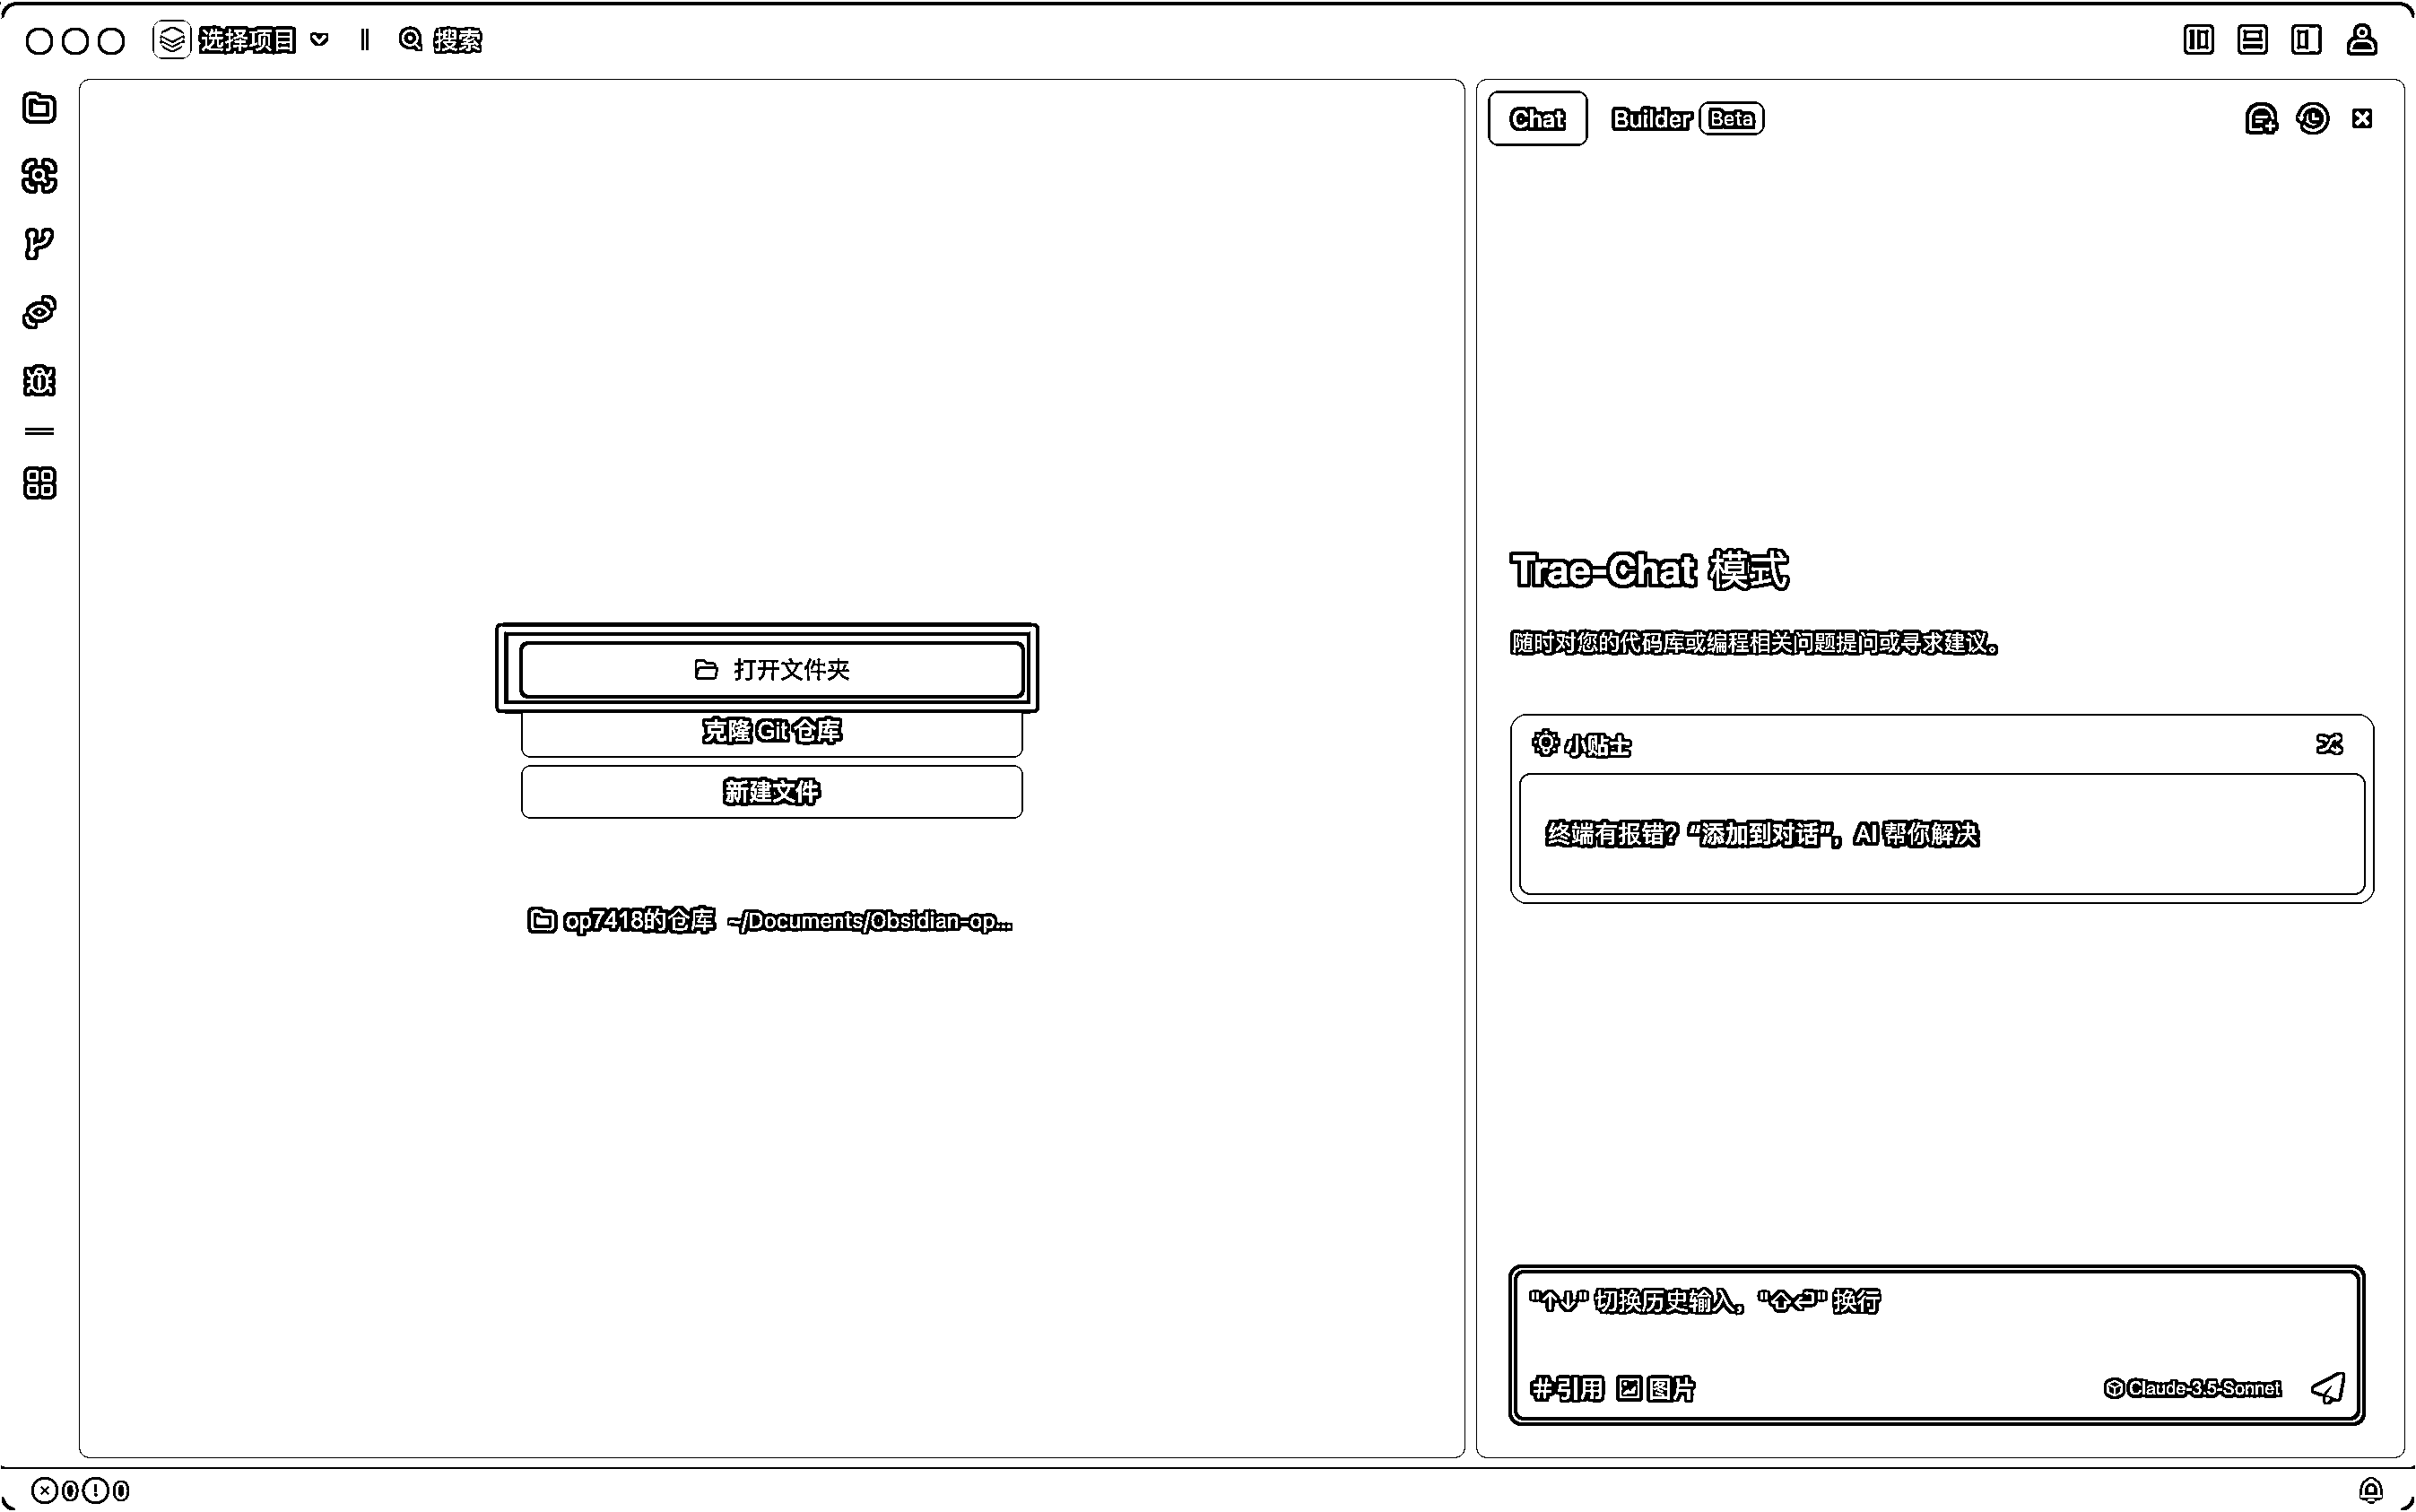 选择项目
搜索
Chat
Builder Beta
Trae-Chat 模式
随时对您的代码库或编程相关问题提问或寻求建议。
打开文件夹
克隆 Git 仓库
新建文件
小贴士
终端有报错？“添加到对话”，AI 帮你解决
op7418的仓库 ~/Documents/Obsidian-op...
"↑↓" 切换历史输入，"⇧⏎" 换行
#引用 图片
Claude-3.5-Sonnet
0 0